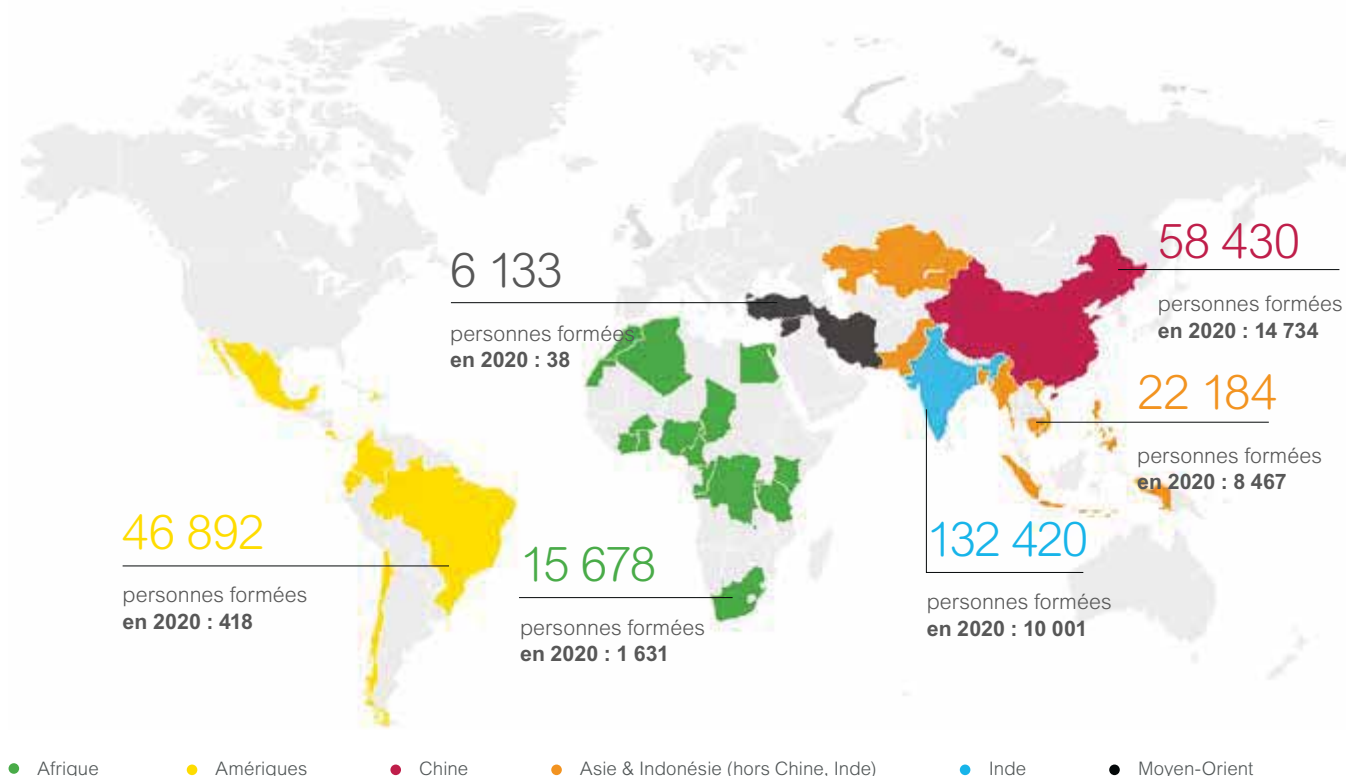 58 430
personnes formées
en 2020 : 14 734
6 133
personnes formées
en 2020 : 38
22 184
personnes formées
en 2020 : 8 467
46 892
personnes formées
en 2020 : 418
15 678
personnes formées
en 2020 : 1 631
132 420
personnes formées
en 2020 : 10 001
Afrique
Amériques
Chine
Asie & Indonésie (hors Chine, Inde)
Inde
Moyen-Orient